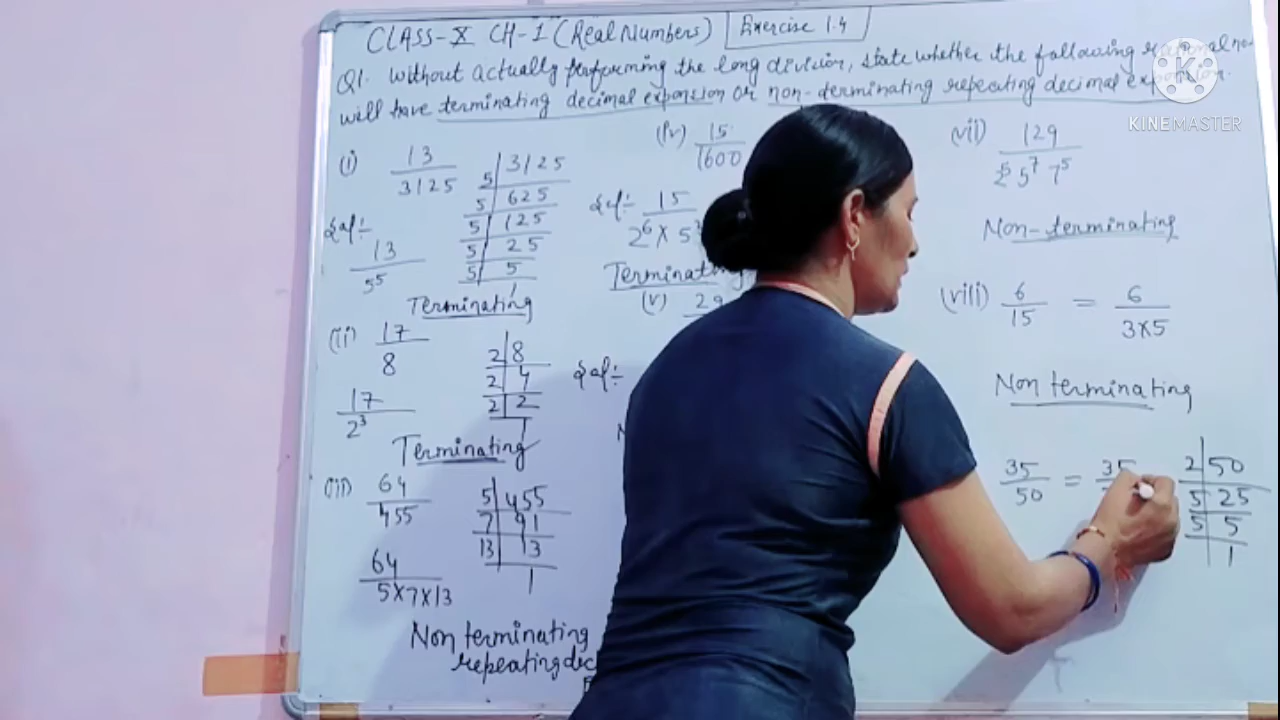 CLASS-X CH-1 (Real Numbers) Exercise 1.4
Q1. Without actually performing the long division, state whether the following rational no
will have terminating decimal expansion or non-terminating repeating decimal expansion.
K
KINEMASTER
(i) 13/3125
5 | 3125
5 | 625
5 | 125
5 | 25
5 | 5
1
Sol:-
13/5^5
Terminating
(ii) 17/8
2 | 8
2 | 4
2 | 2
1
17/2^3
Terminating
(iii) 64/455
5 | 455
7 | 91
13 | 13
1
64/5×7×13
Non terminating
repeating dec
(iv) 15/1600
Sol:- 15/2^6 × 5
Terminating
(v) 29
Sol:-
(vii) 129/2 5^7 7^5
Non-terminating
(viii) 6/15 = 6/3×5
Non terminating
35/50 = 35
2 | 50
5 | 25
5 | 5
1